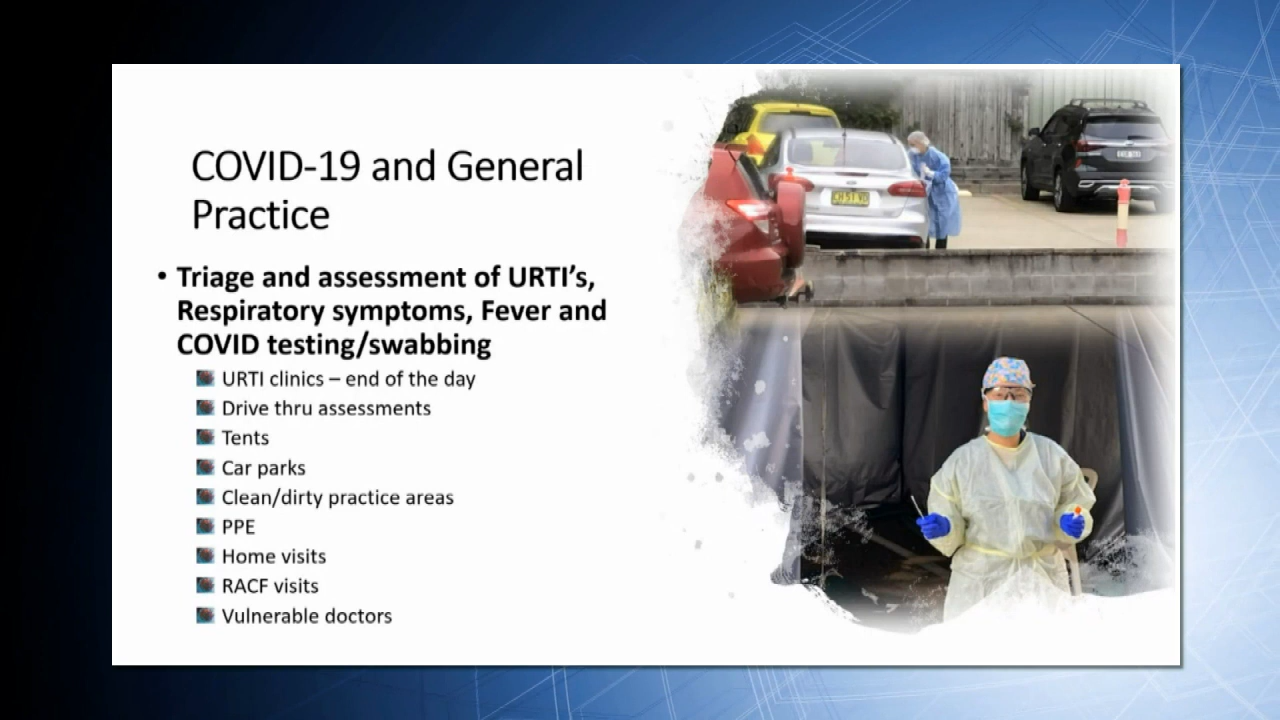 COVID-19 and General
Practice
• Triage and assessment of URTI’s,
Respiratory symptoms, Fever and
COVID testing/swabbing
URTI clinics – end of the day
Drive thru assessments
Tents
Car parks
Clean/dirty practice areas
PPE
Home visits
RACF visits
Vulnerable doctors